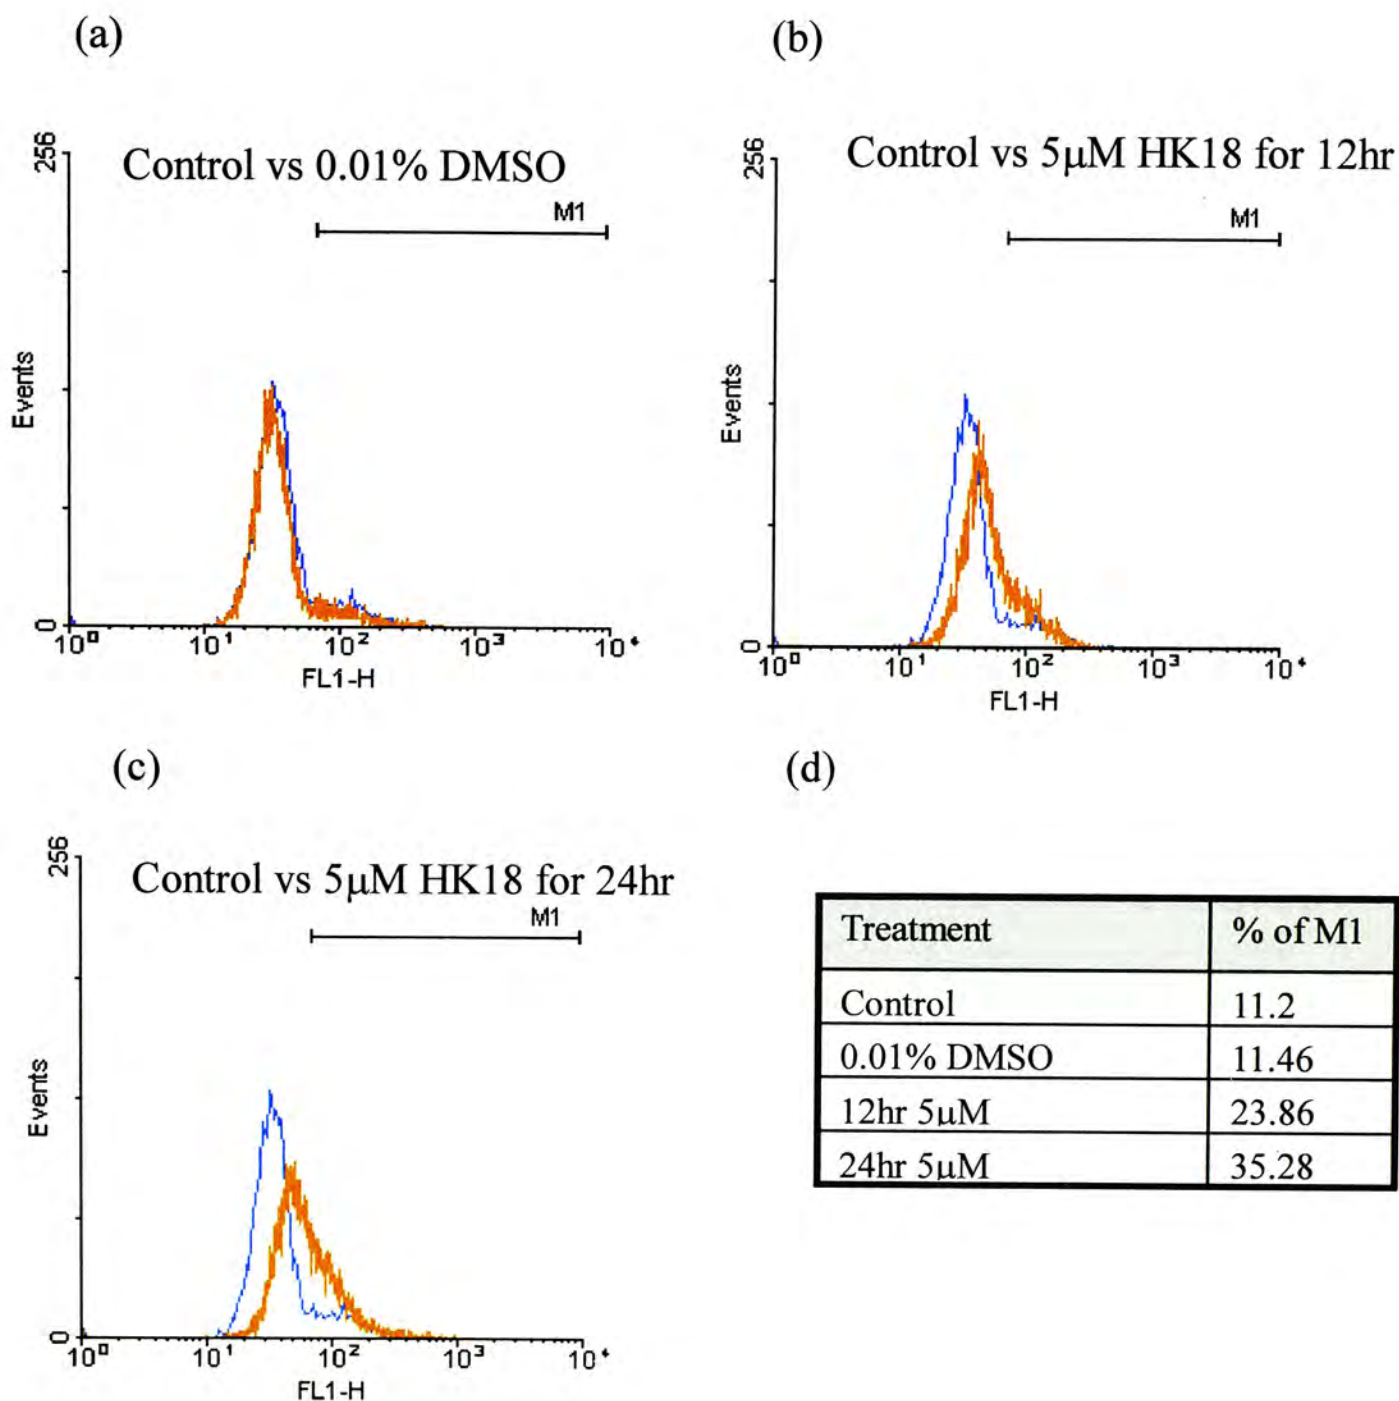 (a)
Control vs 0.01% DMSO
M1
256
Events
0
10⁰ 10¹ 10² 10³ 10⁴
FL1-H
(b)
Control vs 5µM HK18 for 12hr
M1
256
Events
0
10⁰ 10¹ 10² 10³ 10⁴
FL1-H
(c)
Control vs 5µM HK18 for 24hr
M1
256
Events
0
10⁰ 10¹ 10² 10³ 10⁴
FL1-H
(d)
Treatment % of M1
Control 11.2
0.01% DMSO 11.46
12hr 5µM 23.86
24hr 5µM 35.28